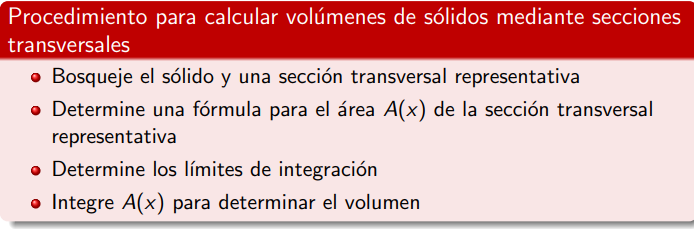 Procedimiento para calcular volúmenes de sólidos mediante secciones
transversales
Bosqueje el sólido y una sección transversal representativa
Determine una fórmula para el área A(x) de la sección transversal
representativa
Determine los límites de integración
Integre A(x) para determinar el volumen